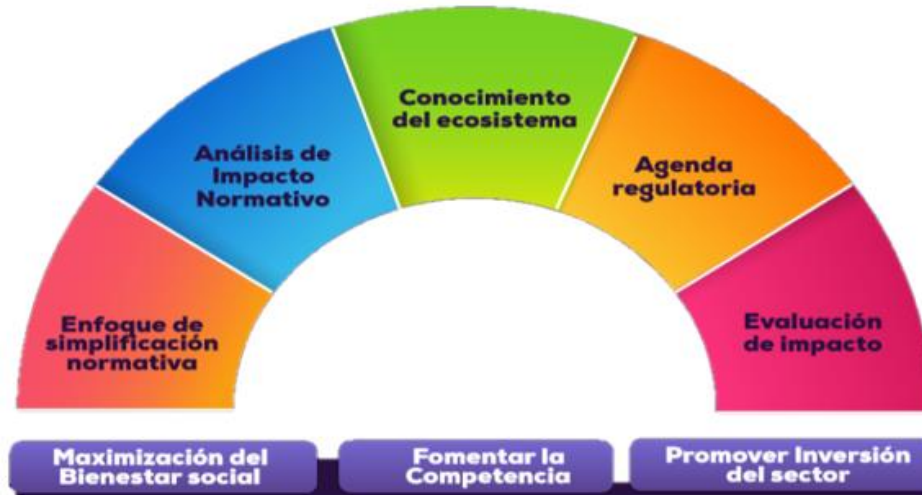 Enfoque de
simplificación
normativa
Análisis de
Impacto
Normativo
Conocimiento
del ecosistema
Agenda
regulatoria
Evaluación
de impacto
Maximización del
Bienestar social
Fomentar la
Competencia
Promover Inversión
del sector